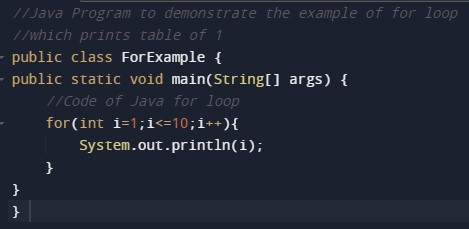 //Java Program to demonstrate the example of for loop
//which prints table of 1
public class ForExample {
public static void main(String[] args) {
    //Code of Java for loop
    for(int i=1;i<=10;i++){
        System.out.println(i);
    }
}
}